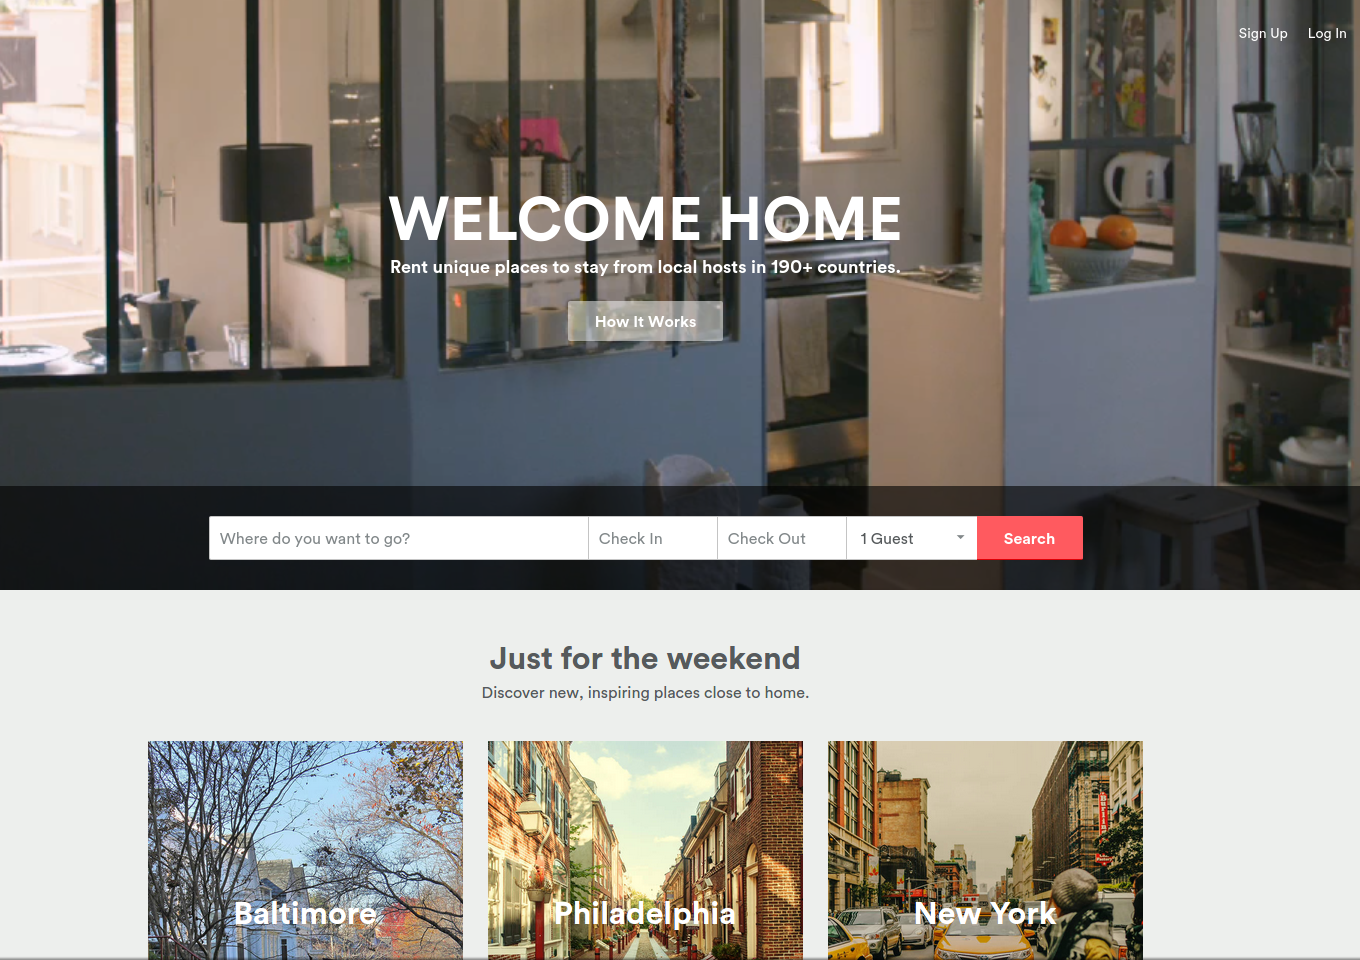 Sign Up Log In
WELCOME HOME
Rent unique places to stay from local hosts in 190+ countries.
How It Works
Where do you want to go? Check In Check Out 1 Guest Search
Just for the weekend
Discover new, inspiring places close to home.
Baltimore Philadelphia New York